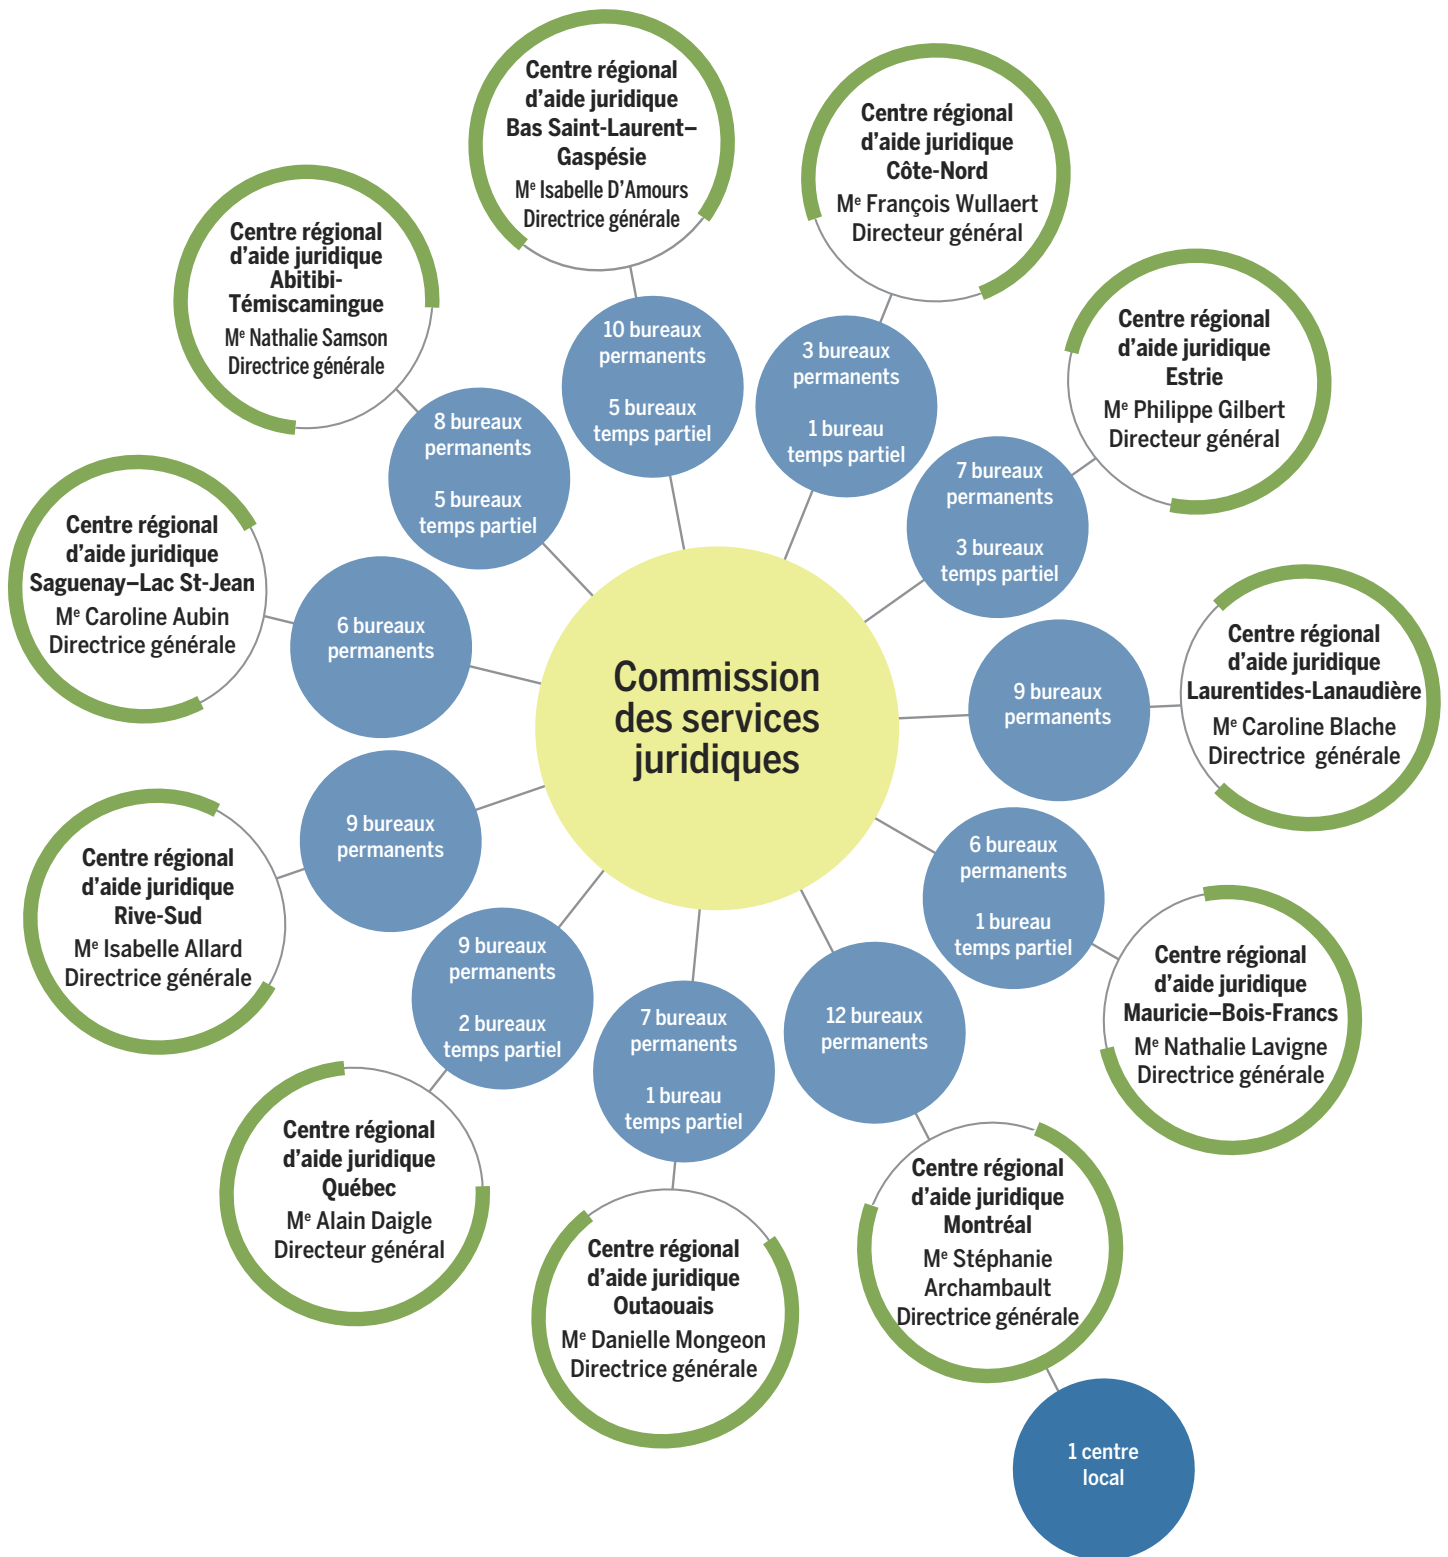 Centre régional
d'aide juridique
Bas Saint-Laurent–
Gaspésie
Me Isabelle D'Amours
Directrice générale
Centre régional
d'aide juridique
Côte-Nord
Me François Wullaert
Directeur général
Centre régional
d'aide juridique
Abitibi-
Témiscamingue
Me Nathalie Samson
Directrice générale
10 bureaux
permanents
5 bureaux
temps partiel
3 bureaux
permanents
1 bureau
temps partiel
Centre régional
d'aide juridique
Estrie
Me Philippe Gilbert
Directeur général
8 bureaux
permanents
5 bureaux
temps partiel
7 bureaux
permanents
3 bureaux
temps partiel
Centre régional
d'aide juridique
Saguenay–Lac St-Jean
Me Caroline Aubin
Directrice générale
6 bureaux
permanents
Commission
des services
juridiques
9 bureaux
permanents
Centre régional
d'aide juridique
Laurentides-Lanaudière
Me Caroline Blache
Directrice générale
9 bureaux
permanents
6 bureaux
permanents
1 bureau
temps partiel
Centre régional
d'aide juridique
Rive-Sud
Me Isabelle Allard
Directrice générale
9 bureaux
permanents
2 bureaux
temps partiel
7 bureaux
permanents
1 bureau
temps partiel
12 bureaux
permanents
Centre régional
d'aide juridique
Mauricie–Bois-Francs
Me Nathalie Lavigne
Directrice générale
Centre régional
d'aide juridique
Québec
Me Alain Daigle
Directeur général
Centre régional
d'aide juridique
Outaouais
Me Danielle Mongeon
Directrice générale
Centre régional
d'aide juridique
Montréal
Me Stéphanie
Archambault
Directrice générale
1 centre
local